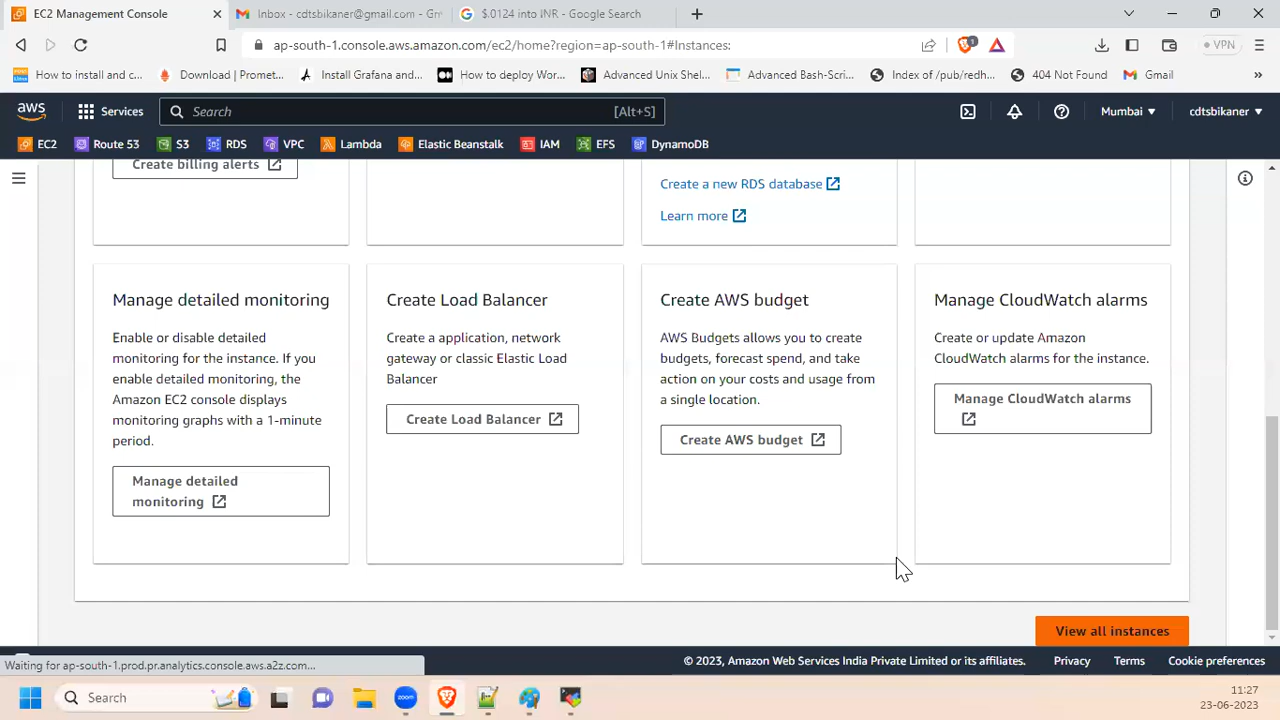 EC2 Management Console
Inbox - cdtsbikaner@gmail.com - Gm
$.0124 into INR - Google Search
ap-south-1.console.aws.amazon.com/ec2/home?region=ap-south-1#Instances:
VPN
How to install and c...
Download | Promet...
Install Grafana and...
How to deploy Wor...
Advanced Unix Shel...
Advanced Bash-Scri...
Index of /pub/redh...
404 Not Found
Gmail
aws
Services
Search
[Alt+S]
Mumbai
cdtsbikaner
EC2
Route 53
S3
RDS
VPC
Lambda
Elastic Beanstalk
IAM
EFS
DynamoDB
Create billing alerts
Create a new RDS database
Learn more
Manage detailed monitoring
Enable or disable detailed
monitoring for the instance. If you
enable detailed monitoring, the
Amazon EC2 console displays
monitoring graphs with a 1-minute
period.
Manage detailed
monitoring
Create Load Balancer
Create a application, network
gateway or classic Elastic Load
Balancer
Create Load Balancer
Create AWS budget
AWS Budgets allows you to create
budgets, forecast spend, and take
action on your costs and usage from
a single location.
Create AWS budget
Manage CloudWatch alarms
Create or update Amazon
CloudWatch alarms for the instance.
Manage CloudWatch alarms
View all instances
Waiting for ap-south-1.prod.pr.analytics.console.aws.a2z.com...
© 2023, Amazon Web Services India Private Limited or its affiliates.
Privacy
Terms
Cookie preferences
Search
zoom
11:27
23-06-2023